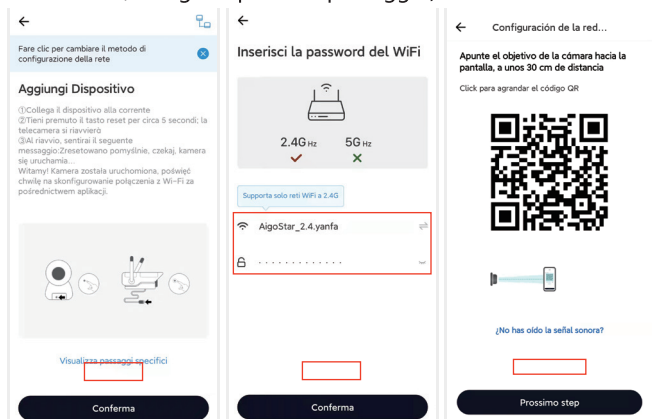 Fare clic per cambiare il metodo di
configurazione della rete
Aggiungi Dispositivo
①Collega il dispositivo alla corrente
②Tieni premuto il tasto reset per circa 5 secondi; la
telecamera si riavvierà
③Al riavvio, sentirai il seguente
messaggio:Zresetowano pomyślnie, czekaj, kamera
się uruchamia...
Witamy! Kamera została uruchomiona, poświęć
chwilę na skonfigurowanie połączenia z Wi-Fi za
pośrednictwem aplikacji.
Visualizza passaggi specifici
Conferma
Inserisci la password del WiFi
2.4G Hz 5G Hz
Supporta solo reti WiFi a 2.4G
AigoStar_2.4.yanfa
Conferma
Configuración de la red...
Apunte el objetivo de la cámara hacia la
pantalla, a unos 30 cm de distancia
Click para agrandar el código QR
¿No has oído la señal sonora?
Prossimo step